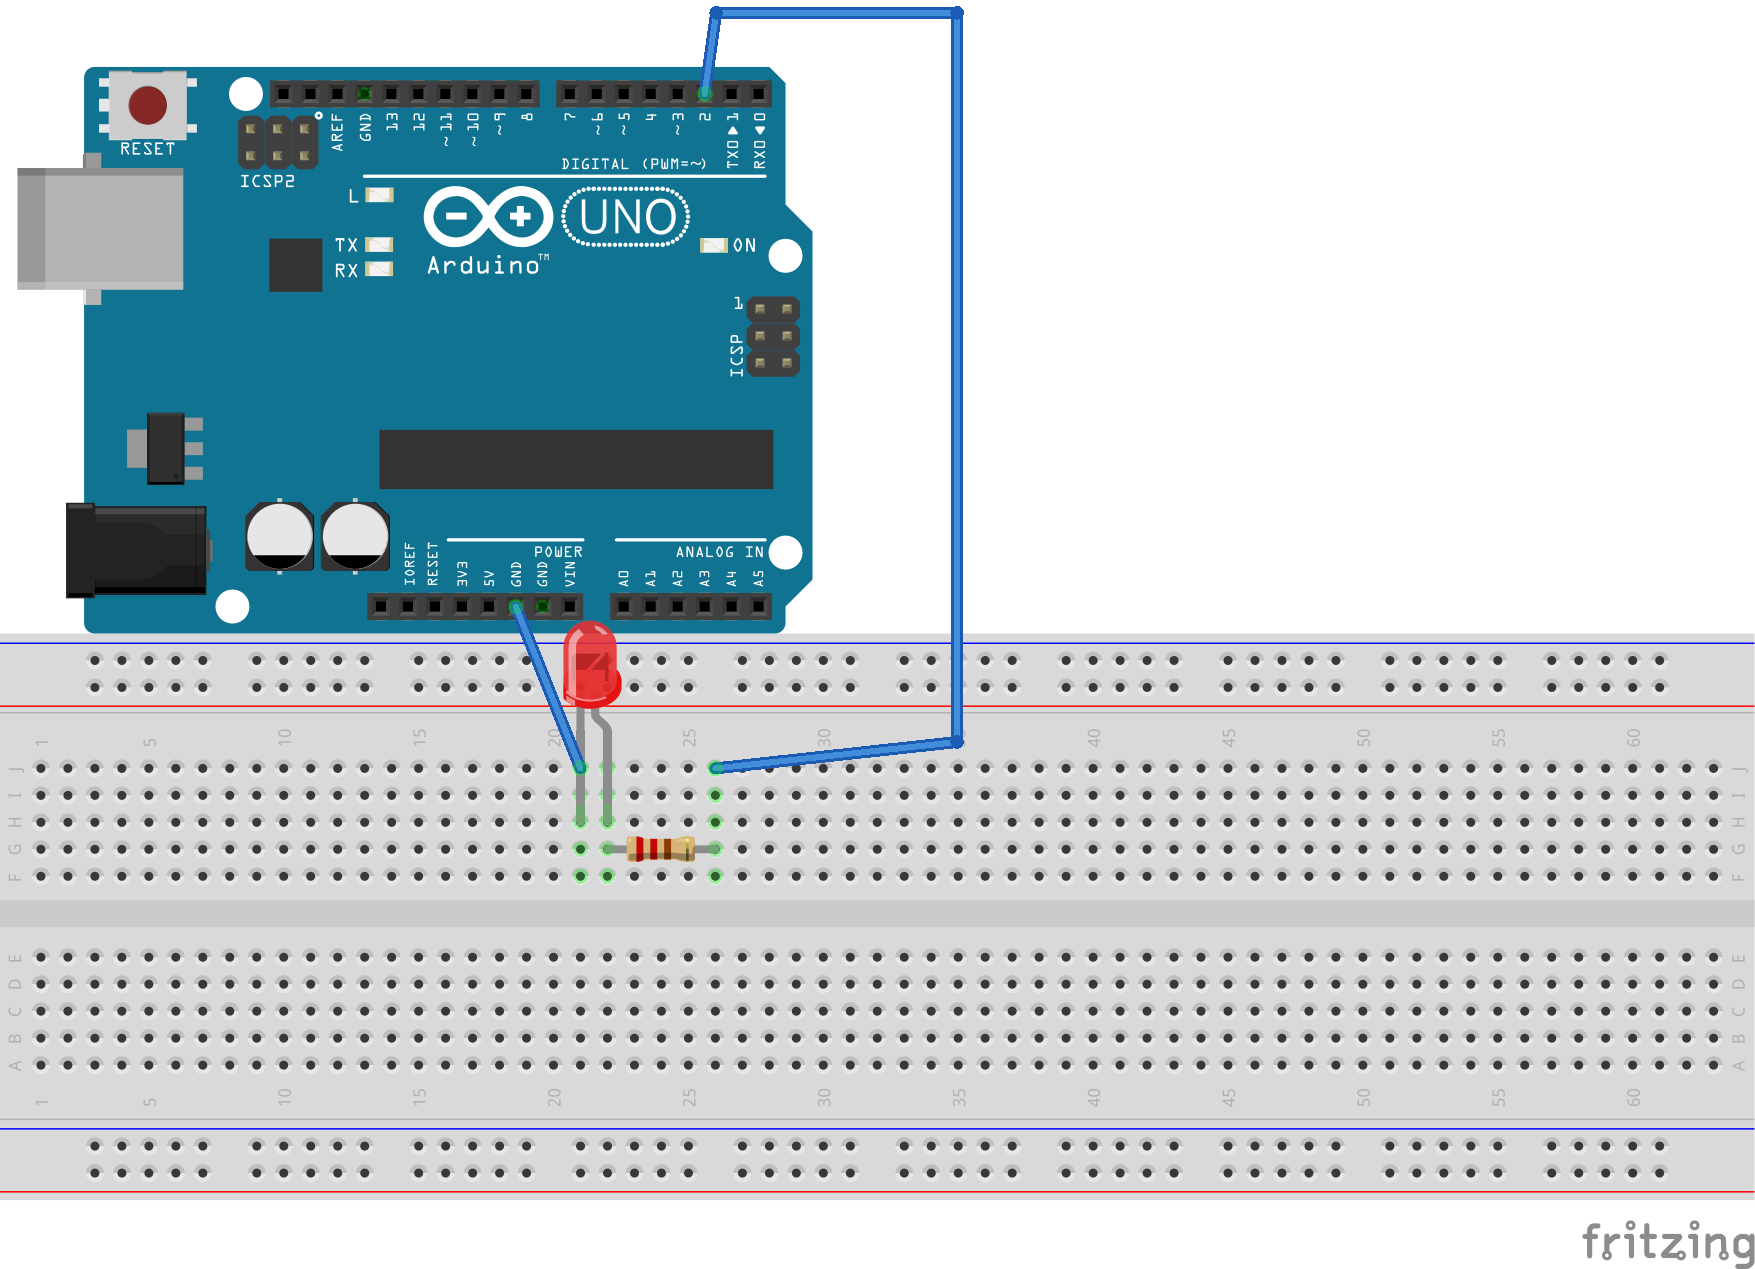 RESET
ICSP2
AREF
GND
13
12
~11
~10
~9
8
7
~6
~5
4
~3
2
TX0▶1
RX0◀0
DIGITAL (PWM=~)
L
TX
RX
UNO
Arduino™
ON
1
ICSP
POWER
ANALOG IN
IOREF
RESET
3V3
5V
GND
GND
VIN
A0
A1
A2
A3
A4
A5
1 5 10 15 20 25 30 35 40 45 50 55 60
J J
I I
H H
G G
F F
E E
D D
C C
B B
A A
1 5 10 15 20 25 30 35 40 45 50 55 60
fritzing